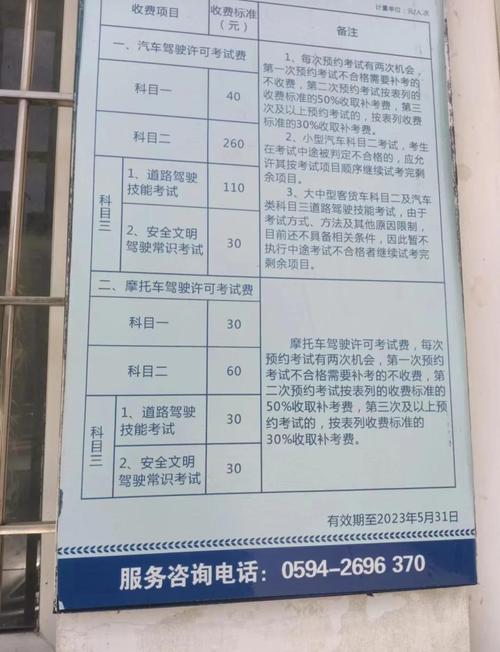 计量单位：元/人次
收费项目
收费标准
（元）
备注
一、汽车驾驶许可考试费
科目一
40
科目二
260
科目三
1、道路驾驶
技能考试
110
2、安全文明
驾驶常识考试
30
1、每次预约考试有两次机会，
第一次预约考试不合格需要补考的
不收费，第二次预约考试按表列的
收费标准的50%收取补考费，第三
次及以上预约考试的，按表列收费
标准的30%收取补考费。
2、小型汽车科目二考试，考生
在考试中途被判定不合格的，应允
许其按考试项目顺序继续试考完剩
余项目。
3、大中型客货车科目二及汽车
类科目三道路驾驶技能考试，由于
考试方式、方法及其他原因限制，
目前还不具备相关条件，因此暂不
执行中途考试不合格者继续试考完
剩余项目。
二、摩托车驾驶许可考试费
科目一
30
科目二
60
科目三
1、道路驾驶
技能考试
30
2、安全文明
驾驶常识考试
30
摩托车驾驶许可考试费，每次
预约考试有两次机会，第一次预约
考试不合格需要补考的不收费，第
二次预约考试按表列的收费标准的
50%收取补考费，第三次及以上预
约考试的，按表列收费标准的
30%收取补考费。
有效期至2023年5月31日
服务咨询电话：0594-2696 370